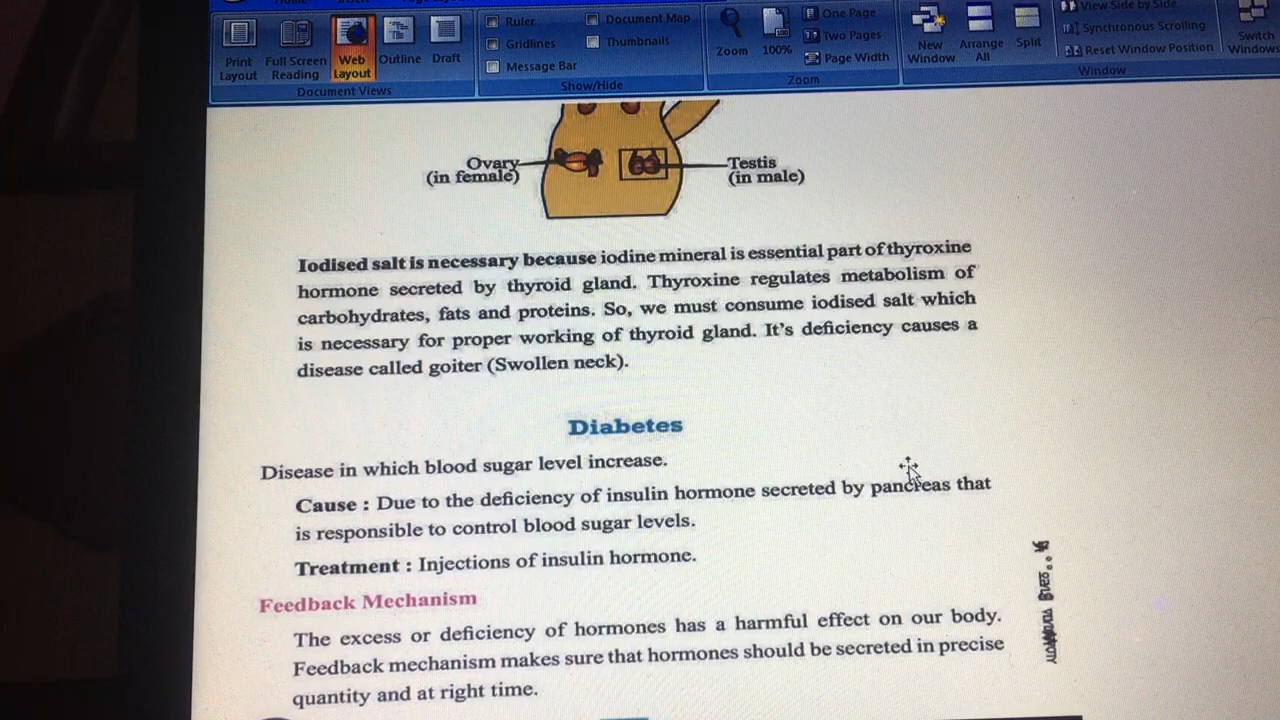 Ruler
Document Map
Gridlines
Thumbnails
Message Bar
Print Layout
Full Screen Reading
Web Layout
Outline
Draft
Document Views
Show/Hide
Zoom
100%
One Page
Two Pages
Page Width
Zoom
New Window
Arrange All
Split
View Side by Side
Synchronous Scrolling
Reset Window Position
Switch Windows
Window
Ovary
(in female)
Testis
(in male)
Iodised salt is necessary because iodine mineral is essential part of thyroxine
hormone secreted by thyroid gland. Thyroxine regulates metabolism of
carbohydrates, fats and proteins. So, we must consume iodised salt which
is necessary for proper working of thyroid gland. It's deficiency causes a
disease called goiter (Swollen neck).
Diabetes
Disease in which blood sugar level increase.
Cause : Due to the deficiency of insulin hormone secreted by pancreas that
is responsible to control blood sugar levels.
Treatment : Injections of insulin hormone.
Feedback Mechanism
The excess or deficiency of hormones has a harmful effect on our body.
Feedback mechanism makes sure that hormones should be secreted in precise
quantity and at right time.